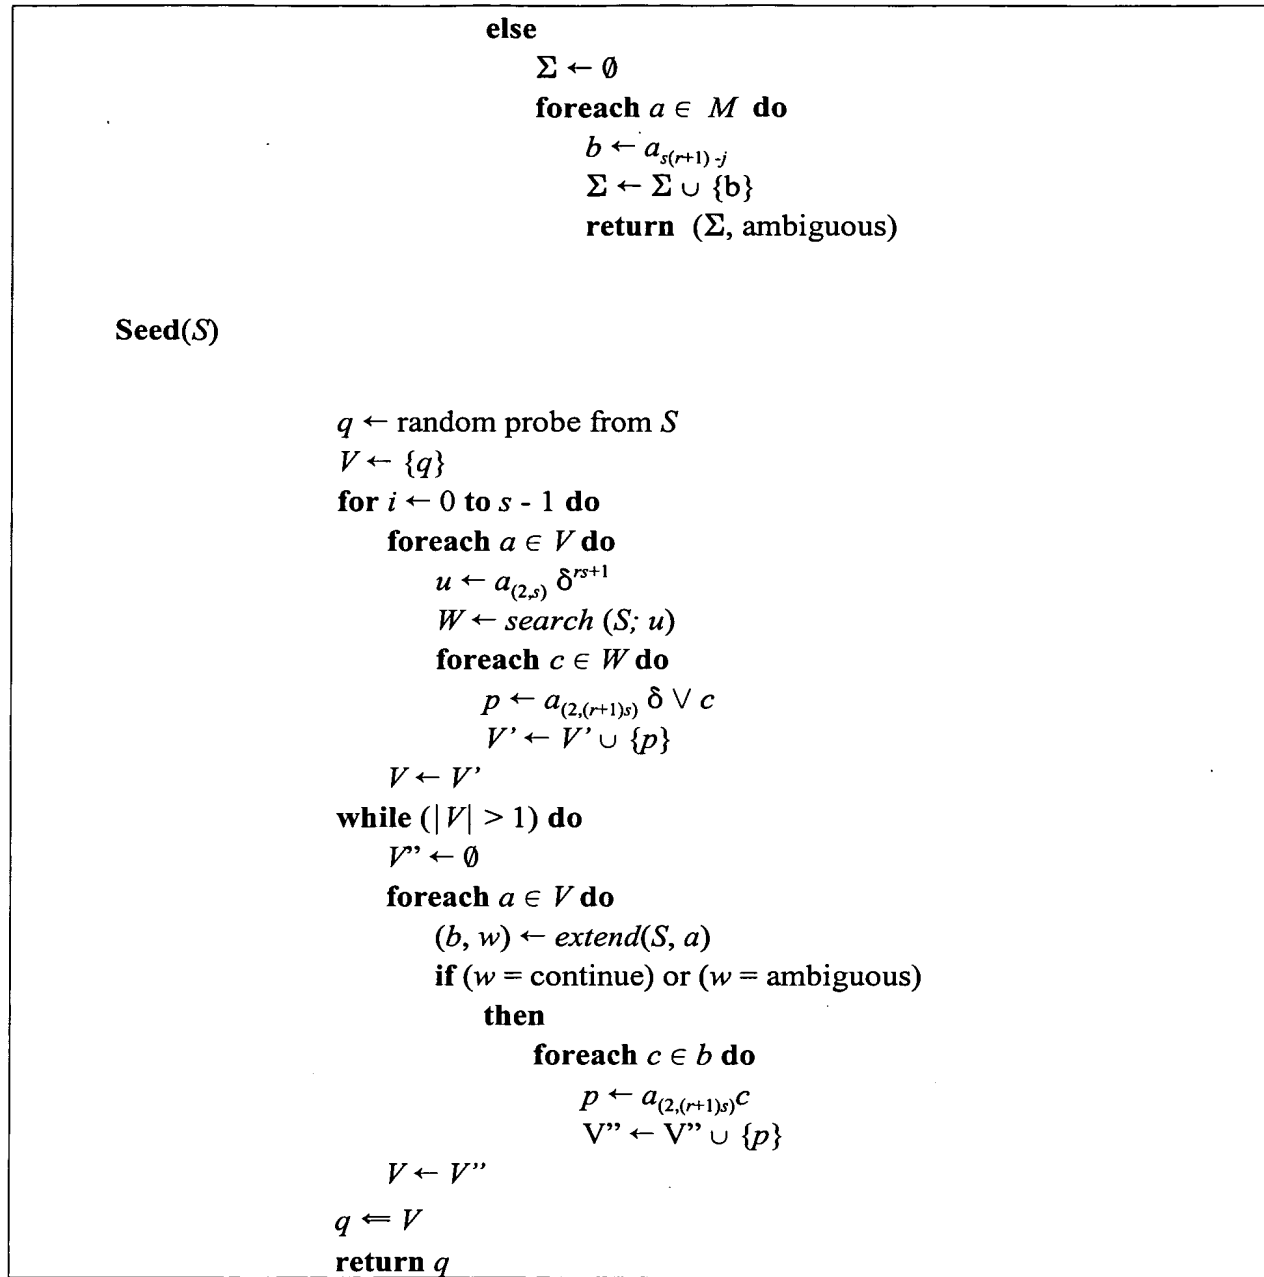 else
Σ ← ∅
foreach a ∈ M do
b ← a_{s(r+1)-j}
Σ ← Σ ∪ {b}
return (Σ, ambiguous)
Seed(S)
q ← random probe from S
V ← {q}
for i ← 0 to s - 1 do
foreach a ∈ V do
u ← a_{(2,s)} δ^{rs+1}
W ← search (S; u)
foreach c ∈ W do
p ← a_{(2,(r+1)s)} δ ∨ c
V' ← V' ∪ {p}
V ← V'
while (|V| > 1) do
V” ← ∅
foreach a ∈ V do
(b, w) ← extend(S, a)
if (w = continue) or (w = ambiguous)
then
foreach c ∈ b do
p ← a_{(2,(r+1)s)}c
V” ← V” ∪ {p}
V ← V”
q ⇐ V
return q